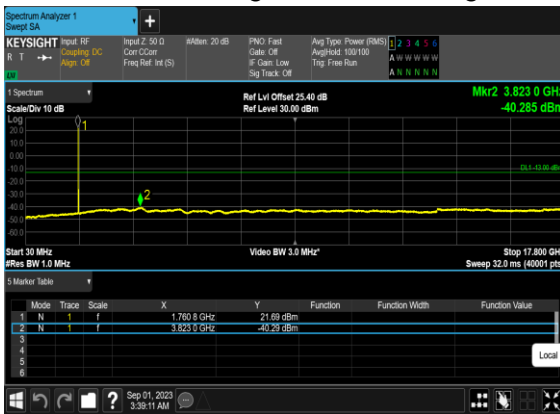 Spectrum Analyzer 1
Swept SA
+
KEYSIGHT Input: RF Input Z: 50 Ω #Atten: 20 dB PNO: Fast Avg Type: Power (RMS) 1 2 3 4 5 6
R T Coupling: DC Corr CCorr Gate: Off Avg|Hold: 100/100 A W W W W W
Align: Off Freq Ref: Int (S) IF Gain: Low Trig: Free Run
Sig Track: Off A N N N N N
LV
1 Spectrum Ref Lvl Offset 25.40 dB Mkr2 3.823 0 GHz
Scale/Div 10 dB Ref Level 30.00 dBm -40.285 dBm
Log
20.0 1
10.0
0.00
-10.0 DL1 -13.00 dBm
-20.0
-30.0
-40.0 2
-50.0
-60.0
Start 30 MHz Video BW 3.0 MHz* Stop 17.800 GH
#Res BW 1.0 MHz Sweep 32.0 ms (40001 pts
5 Marker Table
Mode Trace Scale X Y Function Function Width Function Value
1 N 1 f 1.760 8 GHz 21.69 dBm
2 N 1 f 3.823 0 GHz -40.29 dBm
3
4
5
6
Local
? Sep 01, 2023
3:39:11 AM